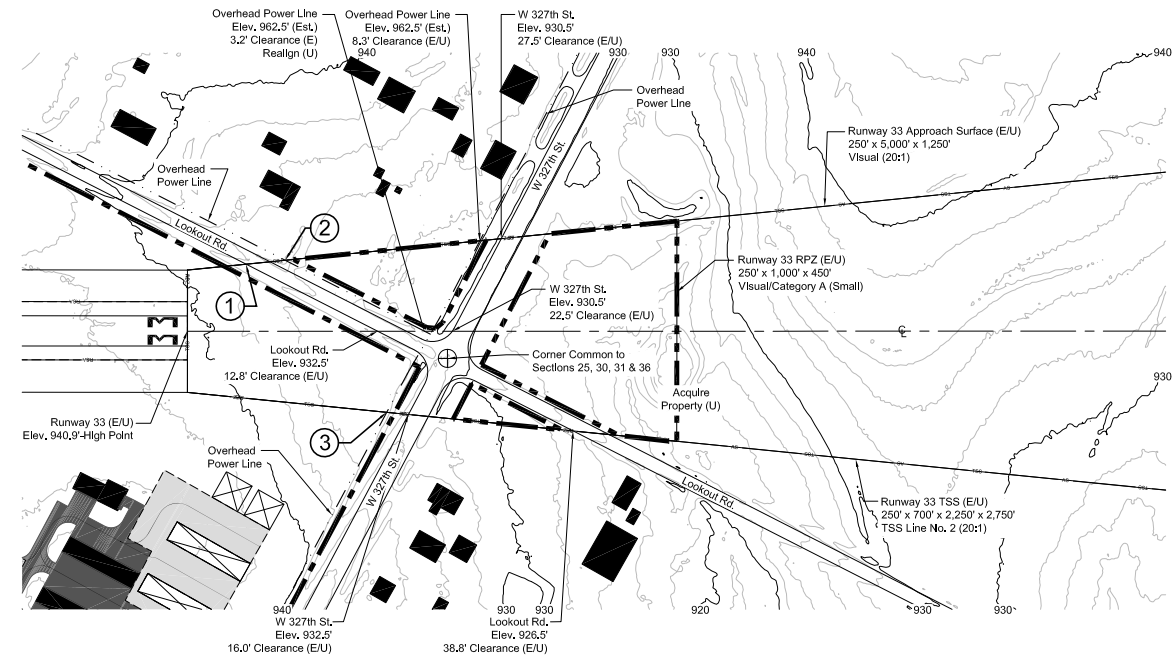 Overhead Power Line
Elev. 962.5' (Est.)
3.2' Clearance (E)
Realign (U)
Overhead Power Line
Elev. 962.5' (Est.)
8.3' Clearance (E/U)
W 327th St.
Elev. 930.5'
27.5' Clearance (E/U)
940
930
930
940
940
Overhead
Power Line
Runway 33 Approach Surface (E/U)
250' x 5,000' x 1,250'
Visual (20:1)
Overhead
Power Line
W 327th St.
Lookout Rd.
2
1
Runway 33 RPZ (E/U)
250' x 1,000' x 450'
Visual/Category A (Small)
W 327th St.
Elev. 930.5'
22.5' Clearance (E/U)
℄
Lookout Rd.
Elev. 932.5'
12.8' Clearance (E/U)
Corner Common to
Sections 25, 30, 31 & 36
930
Acquire
Property (U)
Runway 33 (E/U)
Elev. 940.9'-High Point
3
Overhead
Power Line
W 327th St.
Lookout Rd.
Runway 33 TSS (E/U)
250' x 700' x 2,250' x 2,750'
TSS Line No. 2 (20:1)
940
930
930
920
930
930
W 327th St.
Elev. 932.5'
16.0' Clearance (E/U)
Lookout Rd.
Elev. 926.5'
38.8' Clearance (E/U)